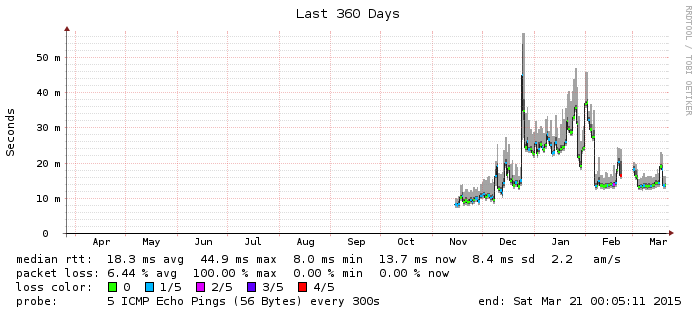 Last 360 Days
RRDTOOL / TOBI OETIKER
Seconds
50 m
40 m
30 m
20 m
10 m
0
Apr May Jun Jul Aug Sep Oct Nov Dec Jan Feb Mar
median rtt: 18.3 ms avg 44.9 ms max 8.0 ms min 13.7 ms now 8.4 ms sd 2.2 am/s
packet loss: 6.44 % avg 100.00 % max 0.00 % min 0.00 % now
loss color: 0 1/5 2/5 3/5 4/5
probe: 5 ICMP Echo Pings (56 Bytes) every 300s end: Sat Mar 21 00:05:11 2015